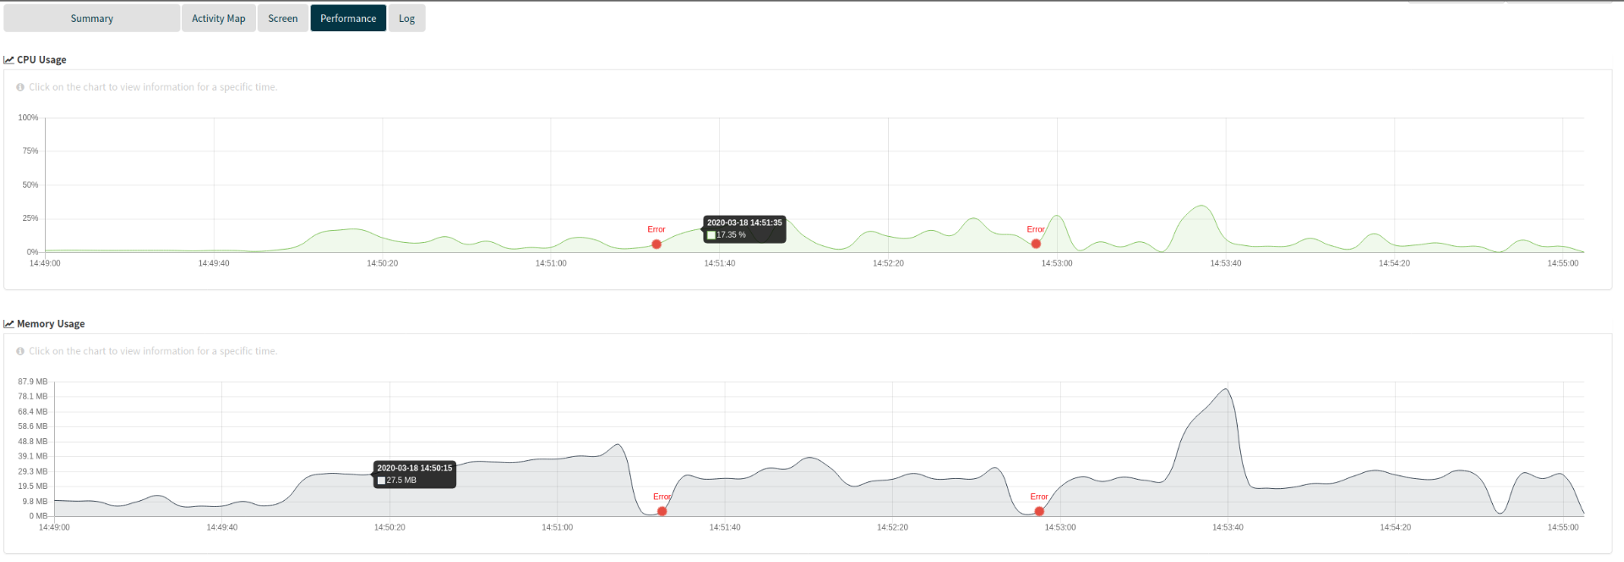 Summary
Activity Map
Screen
Performance
Log
CPU Usage
Click on the chart to view information for a specific time.
100%
75%
50%
25%
0%
Error
2020-03-18 14:51:35
17.35 %
Error
14:49:00
14:49:40
14:50:20
14:51:00
14:51:40
14:52:20
14:53:00
14:53:40
14:54:20
14:55:00
Memory Usage
Click on the chart to view information for a specific time.
87.9 MB
78.1 MB
68.4 MB
58.6 MB
48.8 MB
39.1 MB
29.3 MB
19.5 MB
9.8 MB
0 MB
2020-03-18 14:50:15
27.5 MB
Error
Error
14:49:00
14:49:40
14:50:20
14:51:00
14:51:40
14:52:20
14:53:00
14:53:40
14:54:20
14:55:00